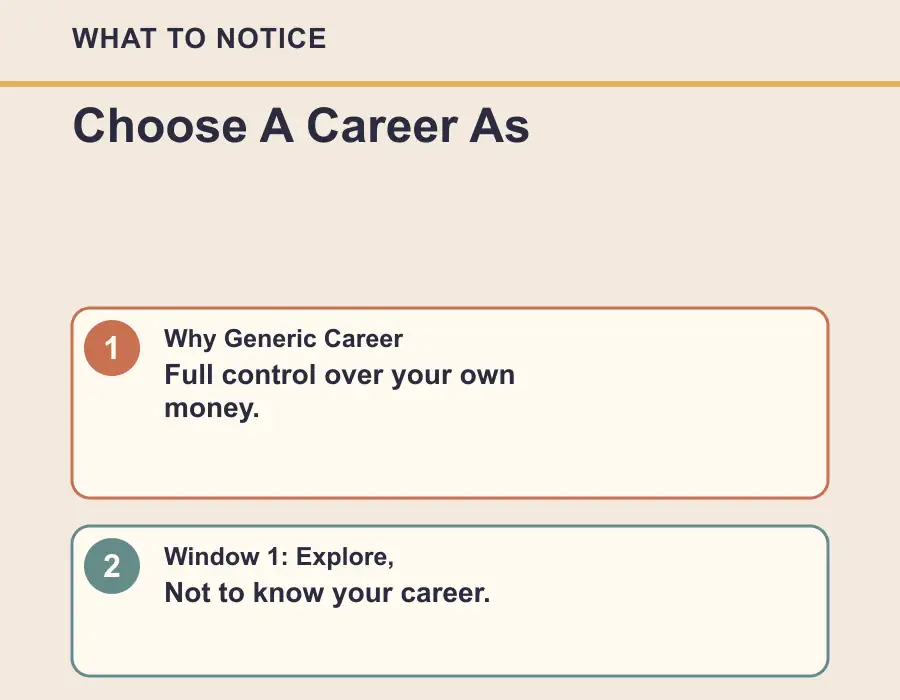 WHAT TO NOTICE
Choose A Career As
1
Why Generic Career
Full control over your own
money.
2
Window 1: Explore,
Not to know your career.